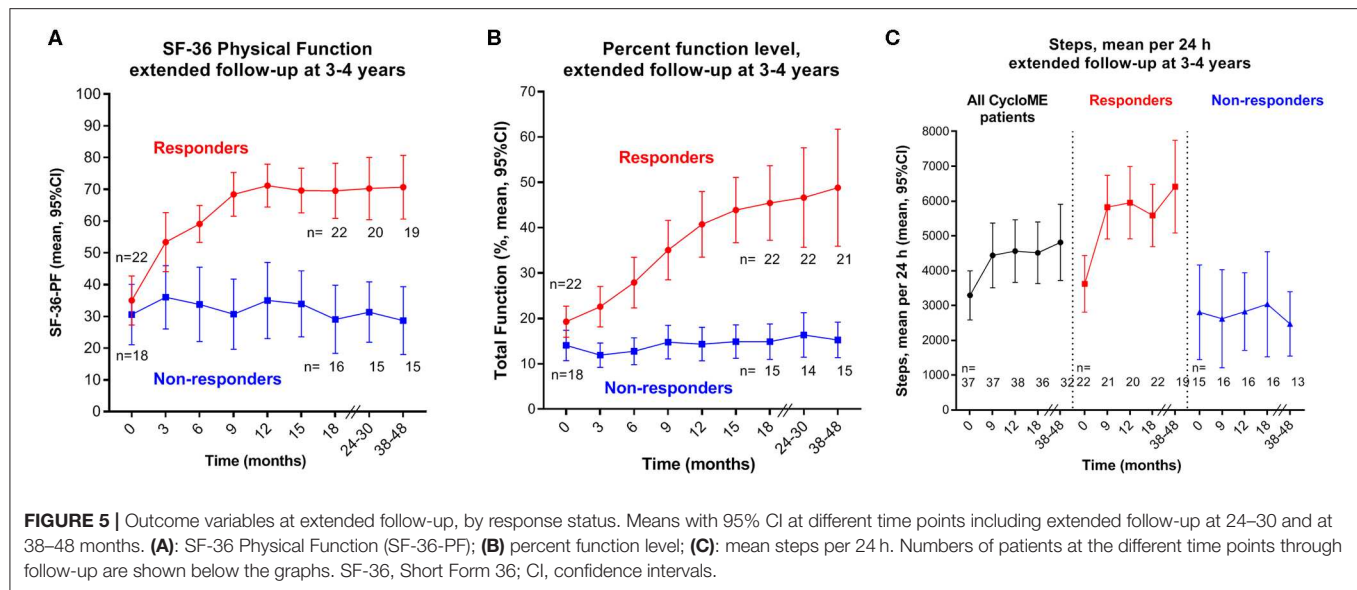 A
SF-36 Physical Function
extended follow-up at 3-4 years
SF-36-PF (mean, 95%CI)
100
90
80
70
60
50
40
30
20
10
0
Responders
n=22
n= 22 20 19
n=18
n= 16 15 15
Non-responders
0 3 6 9 12 15 18 24-30 38-48
Time (months)
B
Percent function level,
extended follow-up at 3-4 years
Total Function (%, mean, 95%CI)
70
60
50
40
30
20
10
0
Responders
n=22
n= 22 22 21
n=18
n= 15 14 15
Non-responders
0 3 6 9 12 15 18 24-30 38-48
Time (months)
C
Steps, mean per 24 h
extended follow-up at 3-4 years
All CycloME
patients
Responders
Non-responders
Steps, mean per 24 h (mean, 95%CI)
8000
7000
6000
5000
4000
3000
2000
1000
0
n= n= n=
37 37 38 36 32 22 21 20 22 19 15 16 16 16 13
0 9 12 18 38-48 0 9 12 18 38-48 0 9 12 18 38-48
Time (months)
FIGURE 5 | Outcome variables at extended follow-up, by response status. Means with 95% CI at different time points including extended follow-up at 24–30 and at
38–48 months. (A): SF-36 Physical Function (SF-36-PF); (B) percent function level; (C): mean steps per 24 h. Numbers of patients at the different time points through
follow-up are shown below the graphs. SF-36, Short Form 36; CI, confidence intervals.